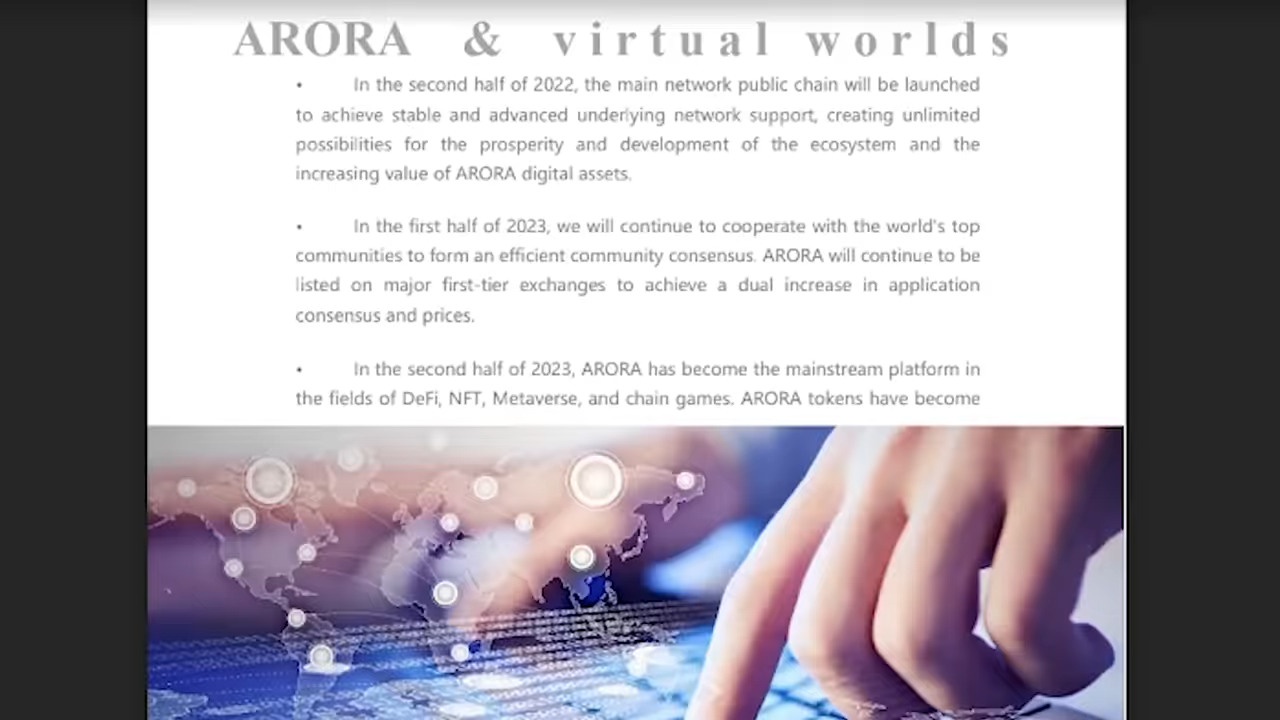 ARORA & virtual worlds
• In the second half of 2022, the main network public chain will be launched
to achieve stable and advanced underlying network support, creating unlimited
possibilities for the prosperity and development of the ecosystem and the
increasing value of ARORA digital assets.
• In the first half of 2023, we will continue to cooperate with the world's top
communities to form an efficient community consensus. ARORA will continue to be
listed on major first-tier exchanges to achieve a dual increase in application
consensus and prices.
• In the second half of 2023, ARORA has become the mainstream platform in
the fields of DeFi, NFT, Metaverse, and chain games. ARORA tokens have become